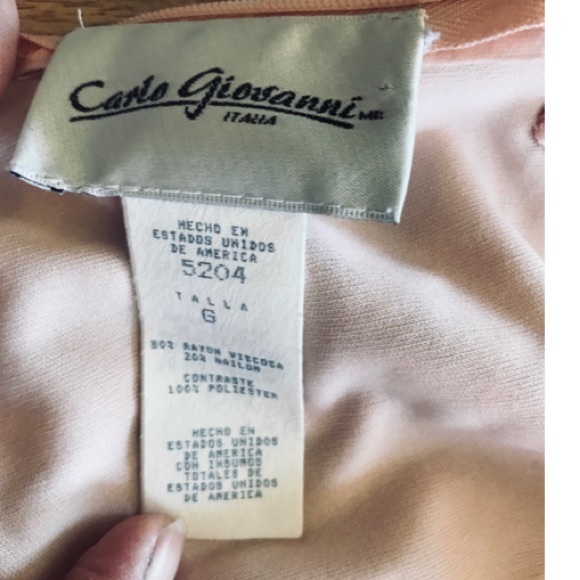 Carlo Giovanni MR
ITALIA
HECHO EN
ESTADOS UNIDOS
DE AMERICA
5204
TALLA
G
80% RAYON VISCOSA
20% NAILON
CONTRASTE
100% POLIESTER
HECHO EN
ESTADOS UNIDOS
DE AMERICA
CON INSUMOS
TOTALES DE
ESTADOS UNIDOS
DE AMERICA